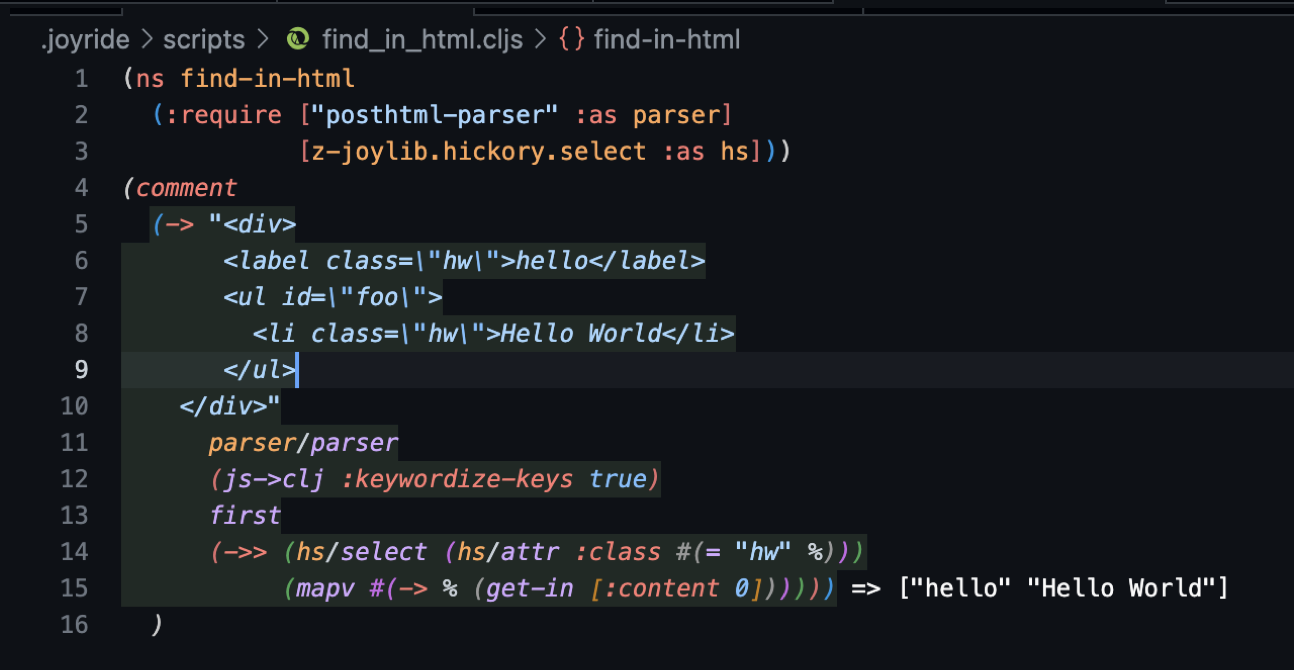 .joyride > scripts > find_in_html.cljs > {} find-in-html
1 (ns find-in-html
2   (:require ["posthtml-parser" :as parser]
3             [z-joylib.hickory.select :as hs]))
4 (comment
5   (-> "<div>
6        <label class=\"hw\">hello</label>
7        <ul id=\"foo\">
8          <li class=\"hw\">Hello World</li>
9        </ul>
10     </div>"
11       parser/parser
12       (js->clj :keywordize-keys true)
13       first
14       (->> (hs/select (hs/attr :class #(= "hw" %)))
15            (mapv #(-> % (get-in [:content 0]))))) => ["hello" "Hello World"]
16   )